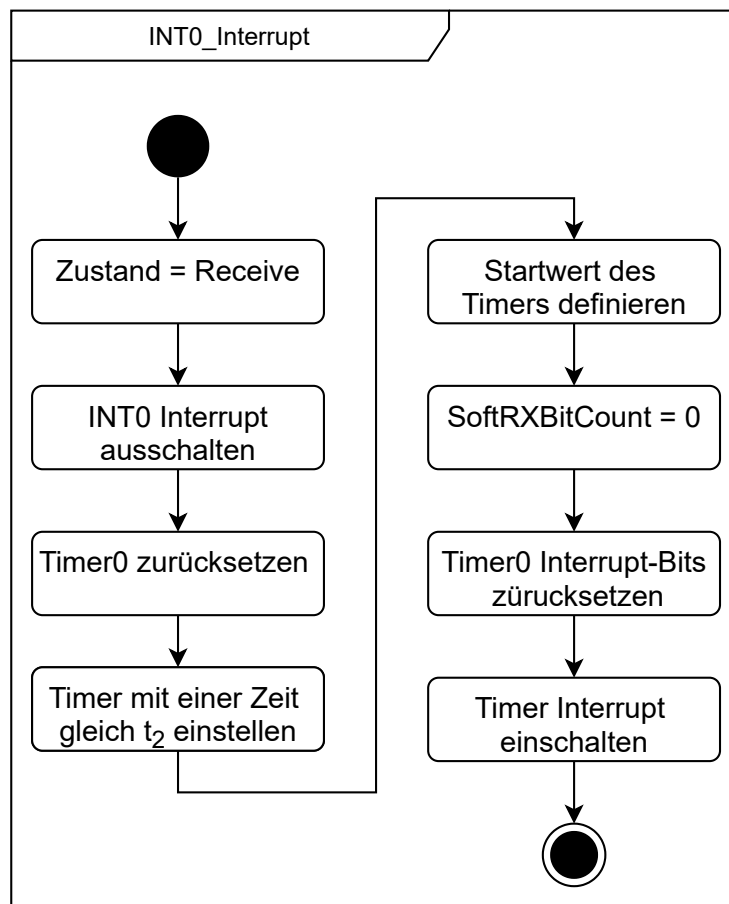 INT0_Interrupt
Zustand = Receive
INT0 Interrupt
ausschalten
Timer0 zurücksetzen
Timer mit einer Zeit
gleich t₂ einstellen
Startwert des
Timers definieren
SoftRXBitCount = 0
Timer0 Interrupt-Bits
zürucksetzen
Timer Interrupt
einschalten